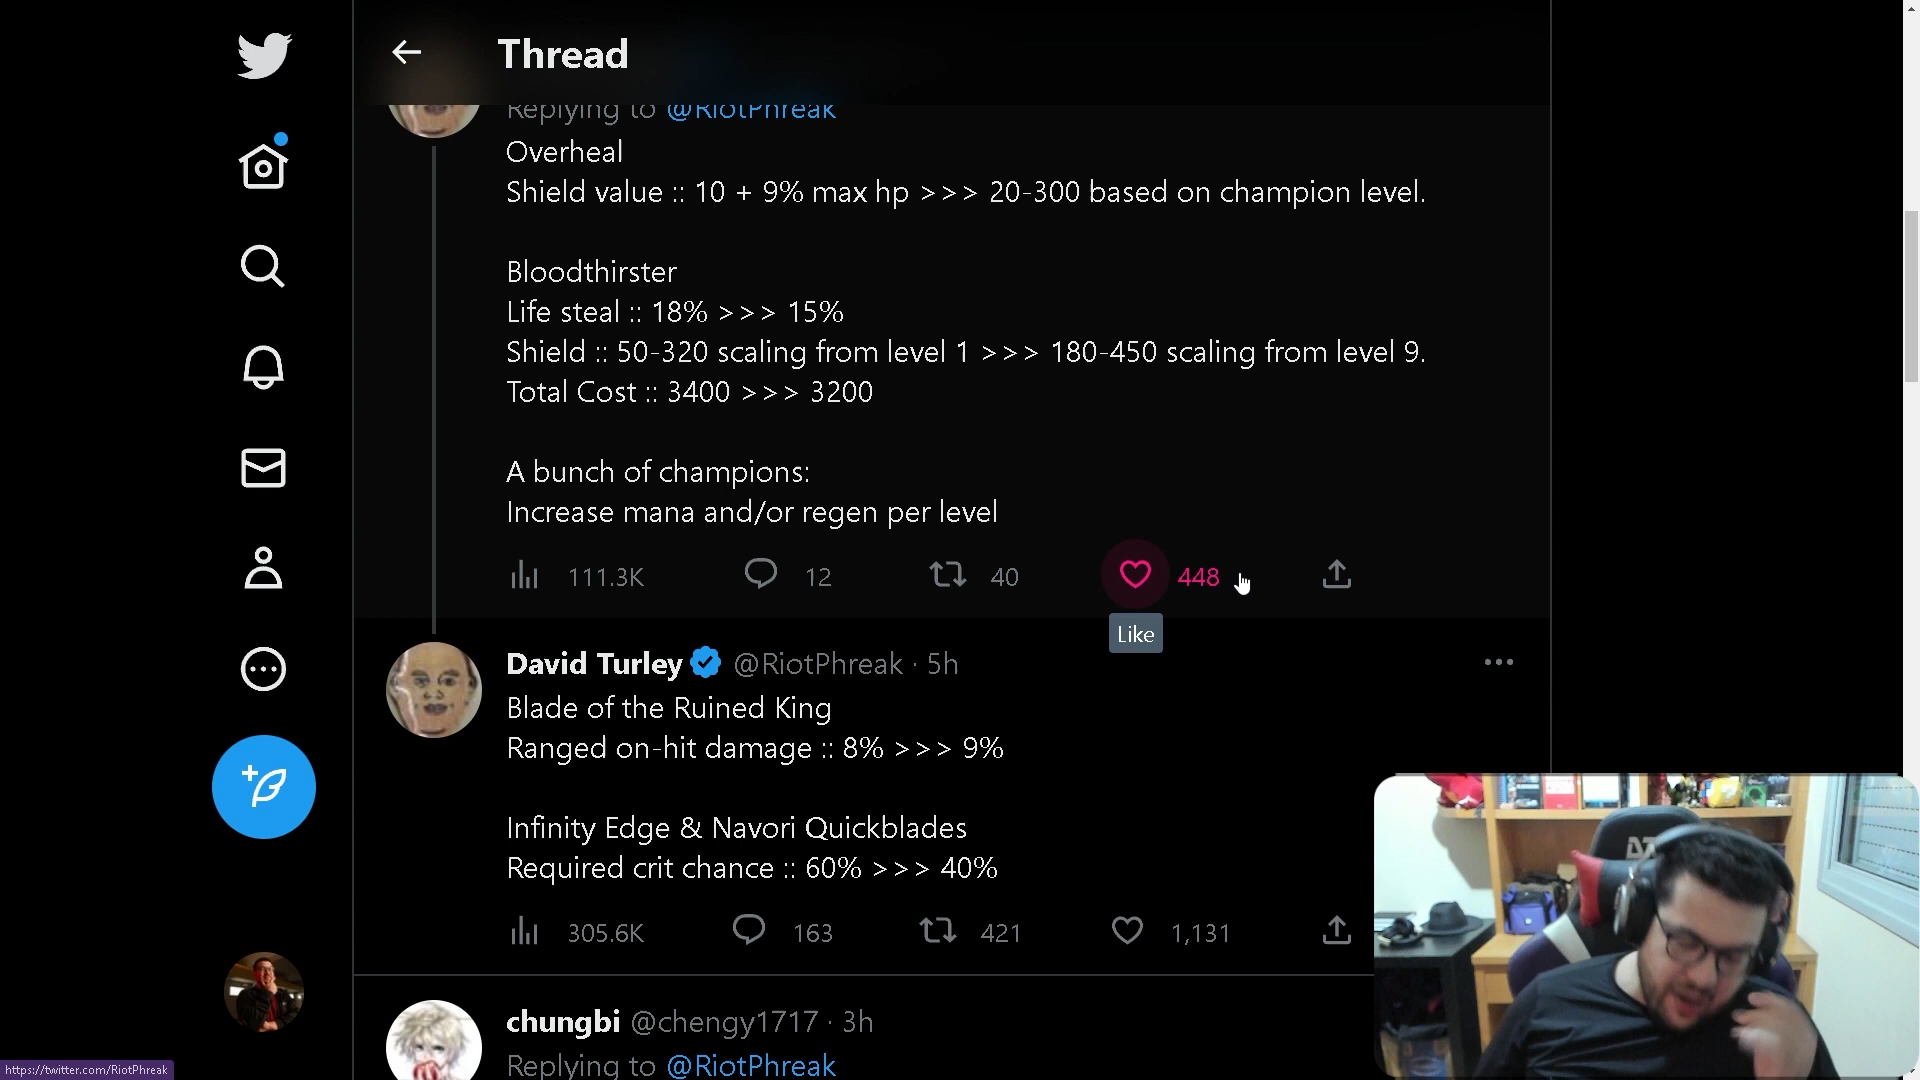 Thread
Replying to @RiotPhreak
Overheal
Shield value :: 10 + 9% max hp >>> 20-300 based on champion level.
Bloodthirster
Life steal :: 18% >>> 15%
Shield :: 50-320 scaling from level 1 >>> 180-450 scaling from level 9.
Total Cost :: 3400 >>> 3200
A bunch of champions:
Increase mana and/or regen per level
111.3K 12 40 448
Like
David Turley @RiotPhreak · 5h
Blade of the Ruined King
Ranged on-hit damage :: 8% >>> 9%
Infinity Edge & Navori Quickblades
Required crit chance :: 60% >>> 40%
305.6K 163 421 1,131
chungbi @chengy1717 · 3h
Replying to @RiotPhreak
https://twitter.com/RiotPhreak